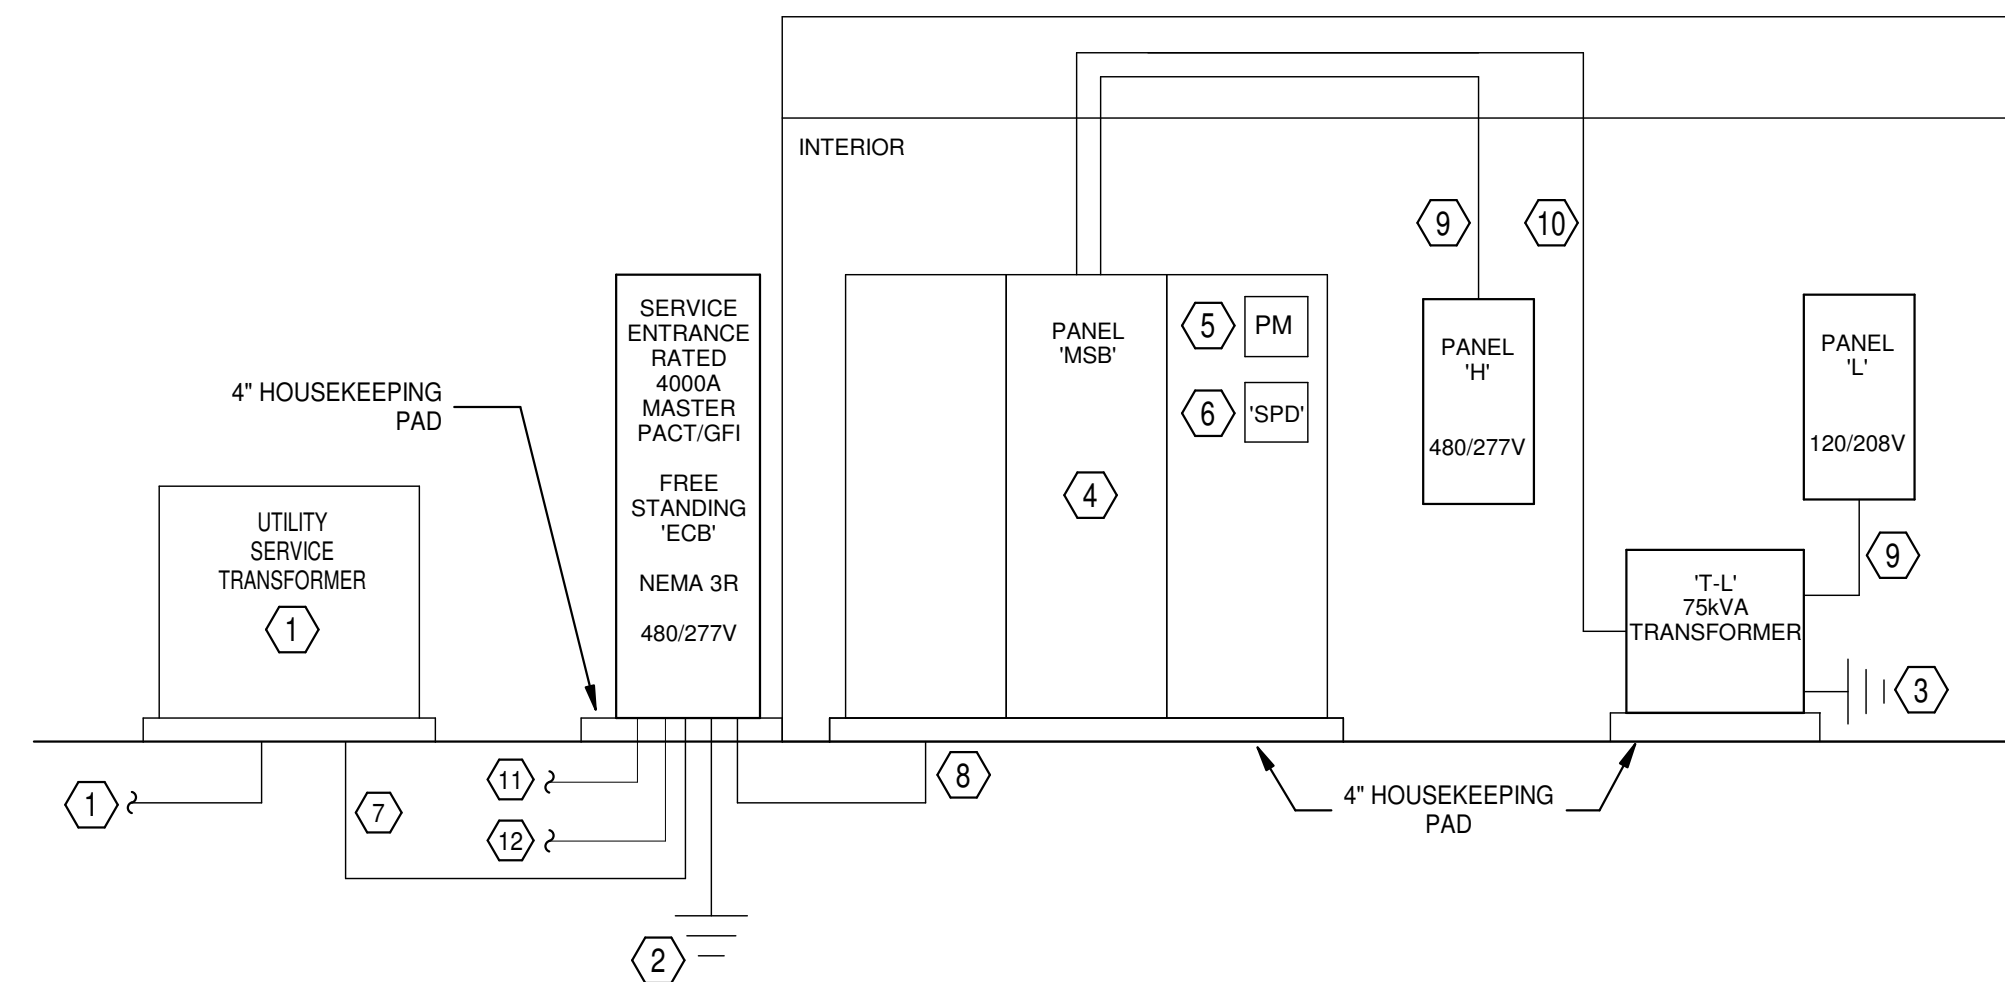 INTERIOR
9
10
SERVICE
ENTRANCE
RATED
4000A
MASTER
PACT/GFI
FREE
STANDING
'ECB'
NEMA 3R
480/277V
PANEL
'MSB'
4
5
PM
6
'SPD'
PANEL
'H'
480/277V
PANEL
'L'
120/208V
4" HOUSEKEEPING
PAD
UTILITY
SERVICE
TRANSFORMER
1
9
'T-L'
75kVA
TRANSFORMER
3
1
7
11
12
8
4" HOUSEKEEPING
PAD
2